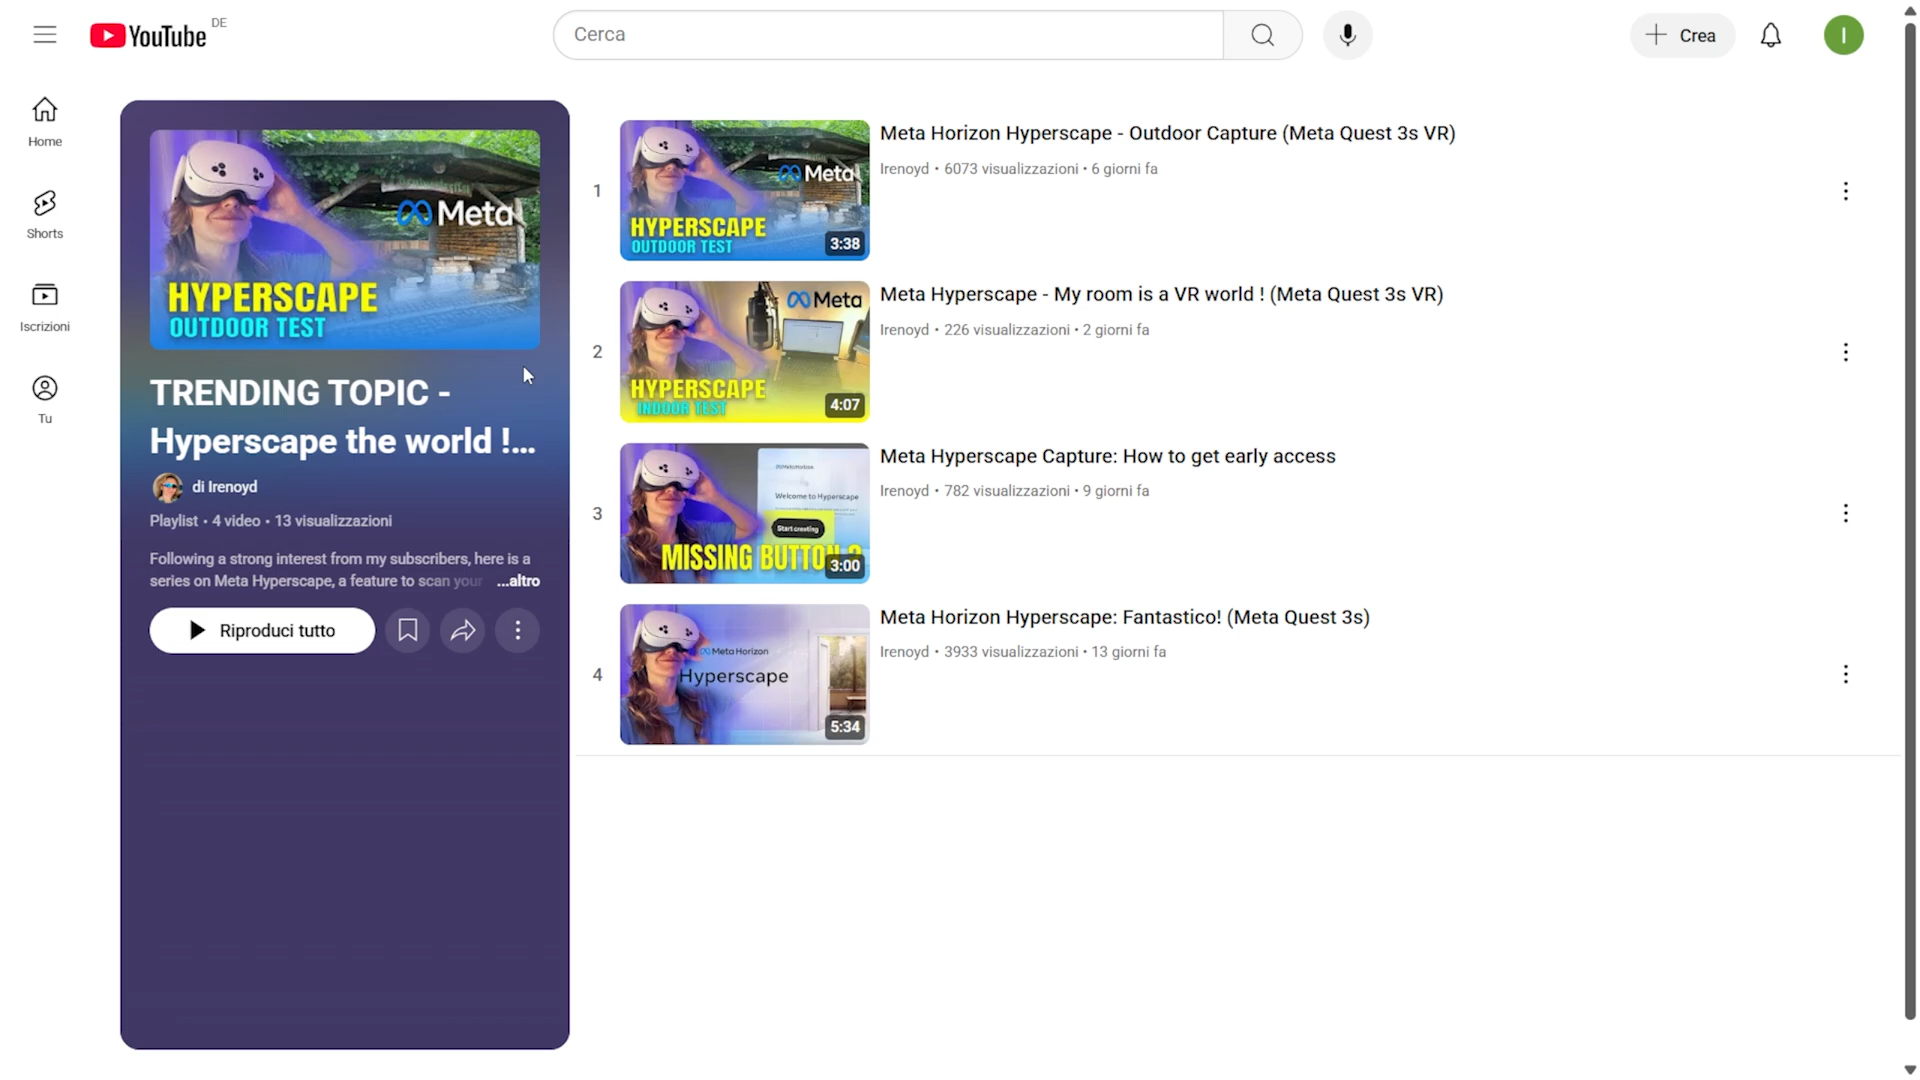 YouTube DE
Cerca
Crea
I
Home
Shorts
Iscrizioni
Tu
Meta
HYPERSCAPE
OUTDOOR TEST
TRENDING TOPIC -
Hyperscape the world !...
di Irenoyd
Playlist • 4 video • 13 visualizzazioni
Following a strong interest from my subscribers, here is a
series on Meta Hyperscape, a feature to scan your ...altro
Riproduci tutto
1
Meta
HYPERSCAPE
OUTDOOR TEST
3:38
Meta Horizon Hyperscape - Outdoor Capture (Meta Quest 3s VR)
Irenoyd • 6073 visualizzazioni • 6 giorni fa
2
Meta
HYPERSCAPE
INDOOR TEST
4:07
Meta Hyperscape - My room is a VR world ! (Meta Quest 3s VR)
Irenoyd • 226 visualizzazioni • 2 giorni fa
3
Welcome to Hyperscape
Start creating
MISSING BUTTON ?
3:00
Meta Hyperscape Capture: How to get early access
Irenoyd • 782 visualizzazioni • 9 giorni fa
4
Meta Horizon
Hyperscape
5:34
Meta Horizon Hyperscape: Fantastico! (Meta Quest 3s)
Irenoyd • 3933 visualizzazioni • 13 giorni fa